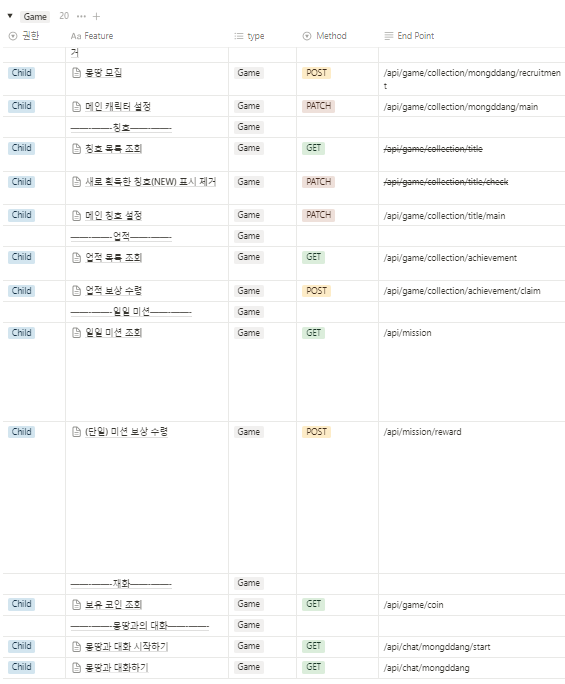 Game 20
권한 Aa Feature type Method End Point
거
Child 몽땅 모집 Game POST /api/game/collection/mongddang/recruitmen
t
Child 메인 캐릭터 설정 Game PATCH /api/game/collection/mongddang/main
————칭호———— Game
Child 칭호 목록 조회 Game GET /api/game/collection/title
Child 새로 획득한 칭호(NEW) 표시 제거 Game PATCH /api/game/collection/title/check
Child 메인 칭호 설정 Game PATCH /api/game/collection/title/main
————업적———— Game
Child 업적 목록 조회 Game GET /api/game/collection/achievement
Child 업적 보상 수령 Game POST /api/game/collection/achievement/claim
————일일 미션———— Game
Child 일일 미션 조회 Game GET /api/mission
Child (단일) 미션 보상 수령 Game POST /api/mission/reward
————재화———— Game
Child 보유 코인 조회 Game GET /api/game/coin
————몽땅과의 대화———— Game
Child 몽땅과 대화 시작하기 Game GET /api/chat/mongddang/start
Child 몽땅과 대화하기 Game GET /api/chat/mongddang